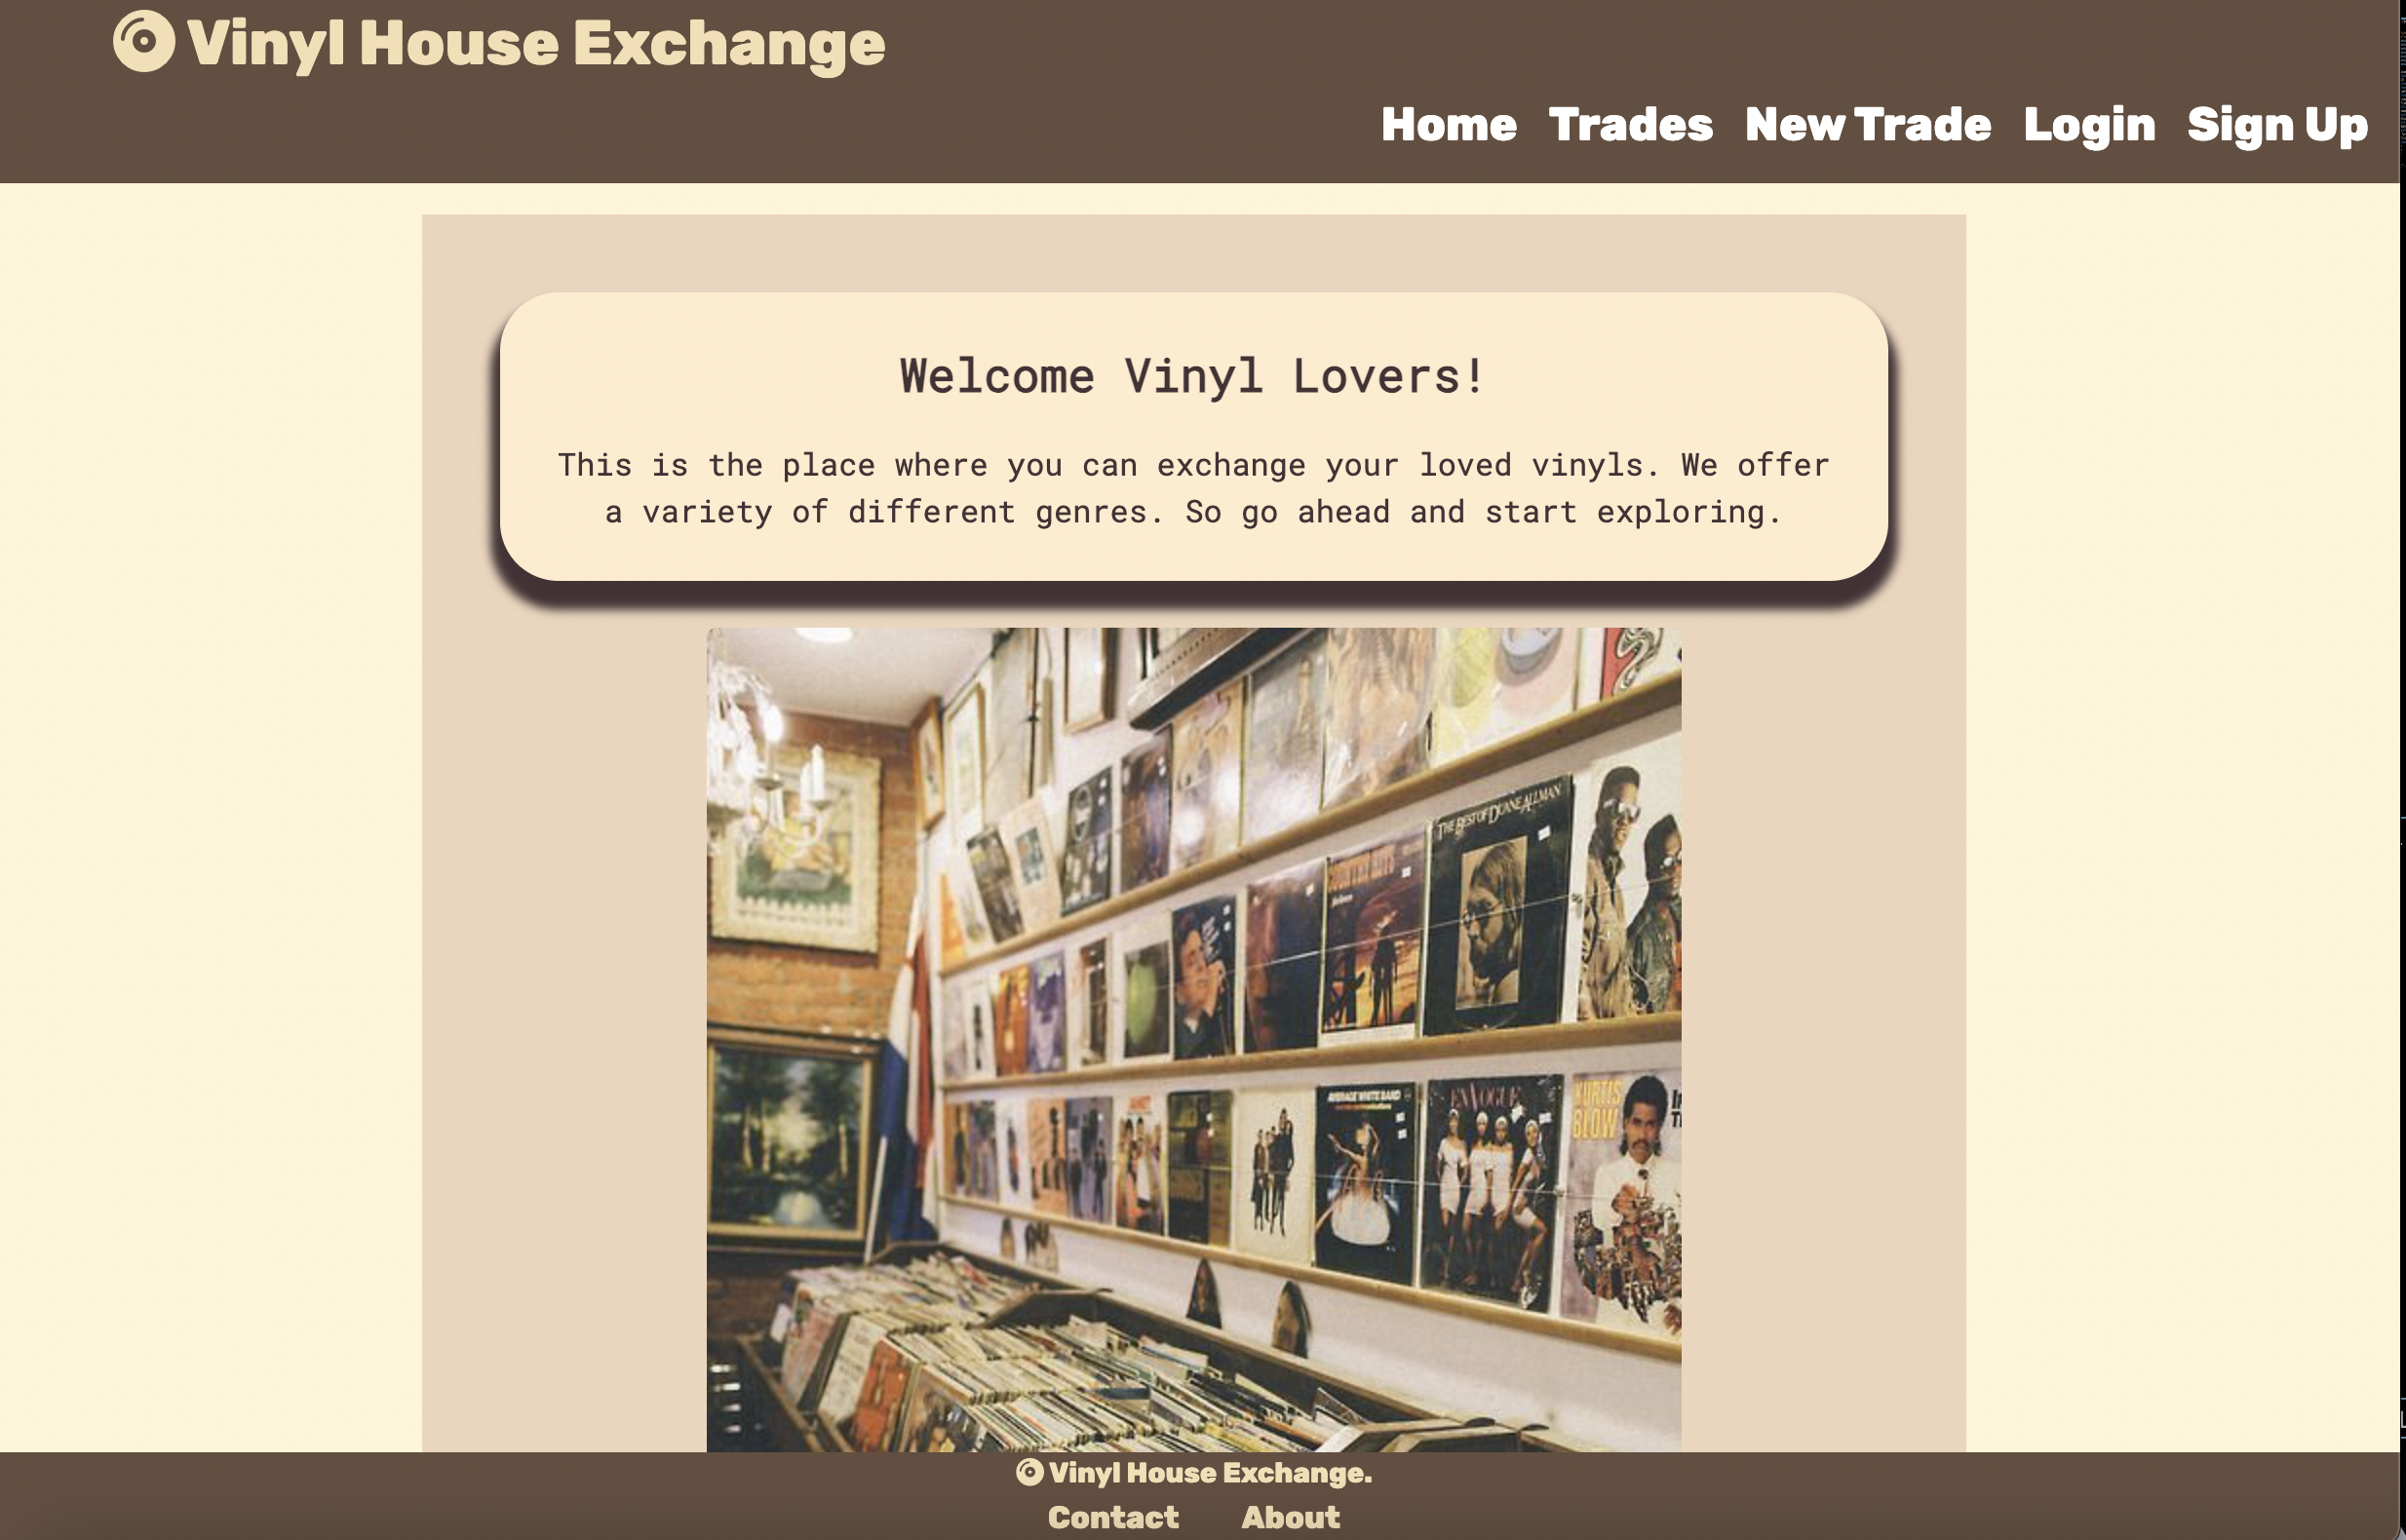 Vinyl House Exchange
Home Trades New Trade Login Sign Up
Welcome Vinyl Lovers!
This is the place where you can exchange your loved vinyls. We offer
a variety of different genres. So go ahead and start exploring.
THE BEST OF DUANE ALLMAN
COUNTRY HITS
AVERAGE WHITE BAND
EN VOGUE
KURTIS
BLOW
Vinyl House Exchange.
Contact About